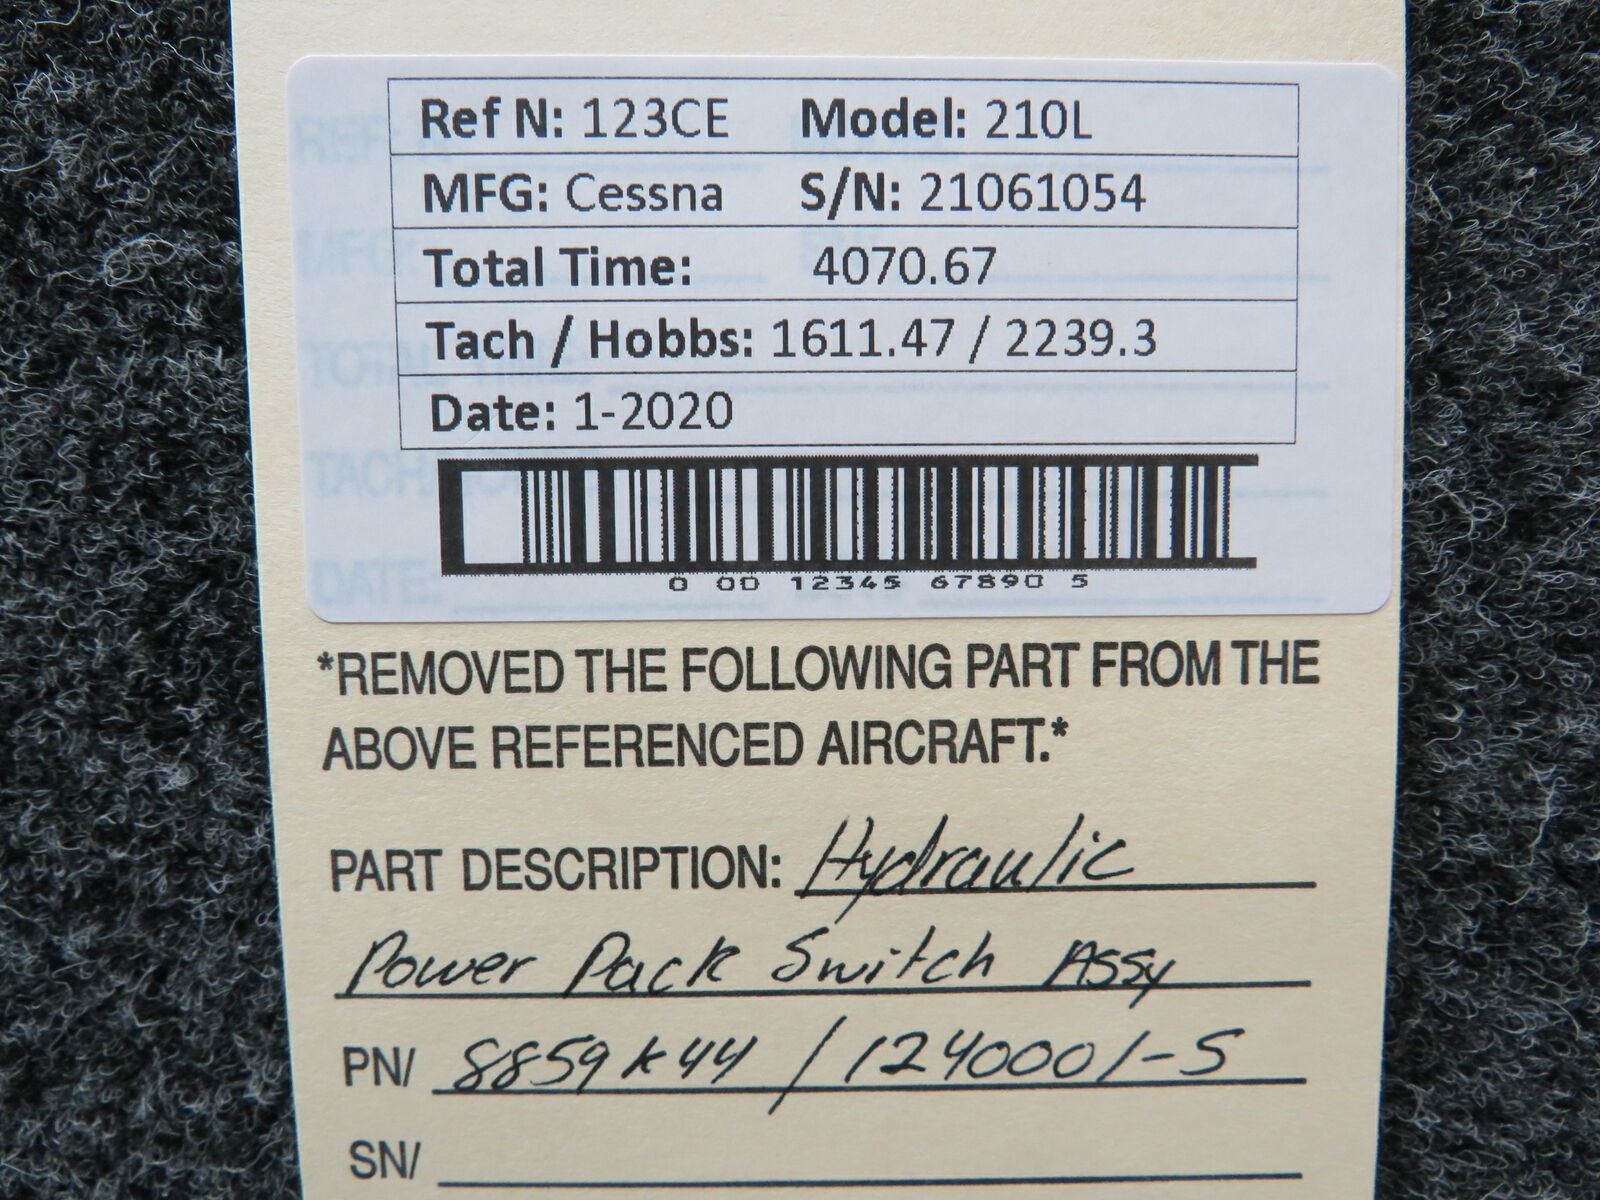 Ref N: 123CE Model: 210L
MFG: Cessna S/N: 21061054
Total Time: 4070.67
Tach / Hobbs: 1611.47 / 2239.3
Date: 1-2020
0 00 12345 67890 5
*REMOVED THE FOLLOWING PART FROM THE
ABOVE REFERENCED AIRCRAFT.*
PART DESCRIPTION: Hydraulic
Power Pack Switch Assy
PN/ 8859K44 / 1240001-5
SN/